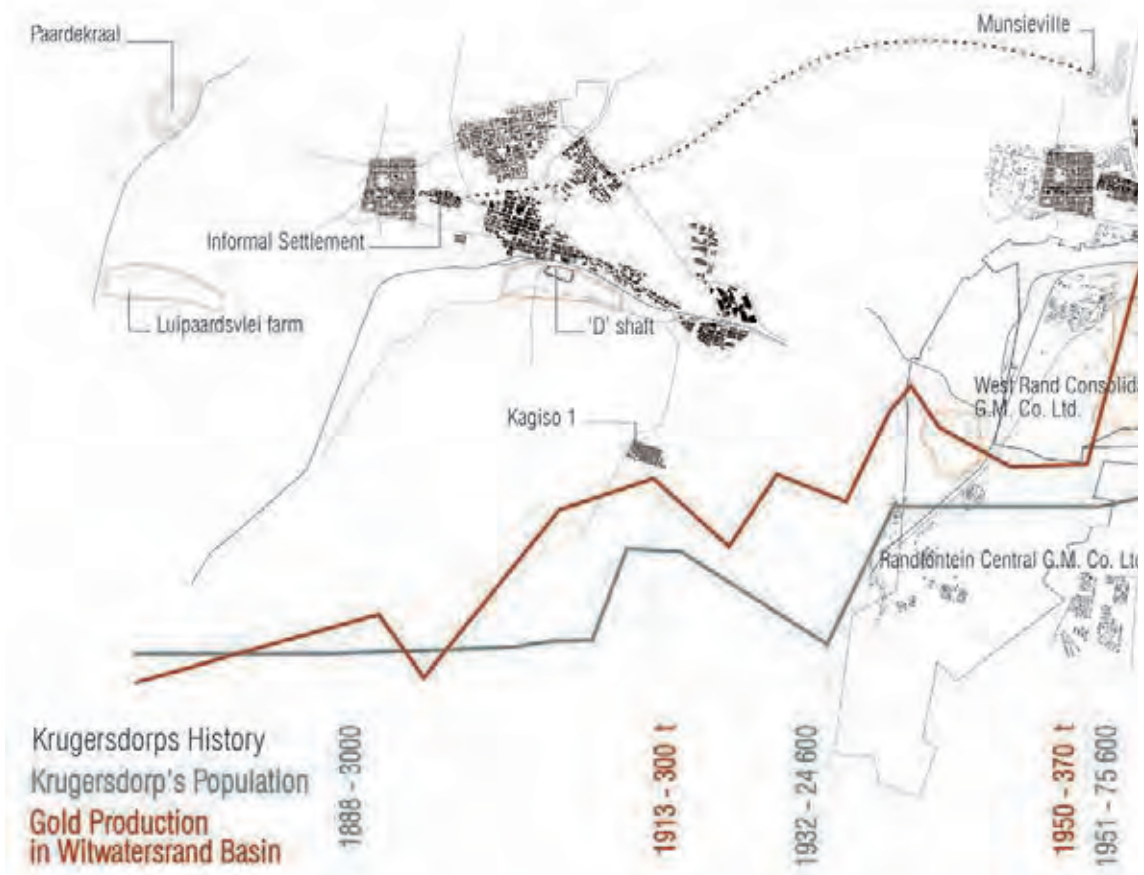 Paardekraal
Munsieville
Informal Settlement
Luipaardsvlei farm
'D' shaft
Kagiso 1
West Rand Consolida
G.M. Co. Ltd.
Randfontein Central G.M. Co. Ltd
Krugersdorps History
Krugersdorp's Population
Gold Production
in Witwatersrand Basin
1888 - 3000
1913 - 300 t
1932 - 24 600
1950 - 370 t
1951 - 75 600